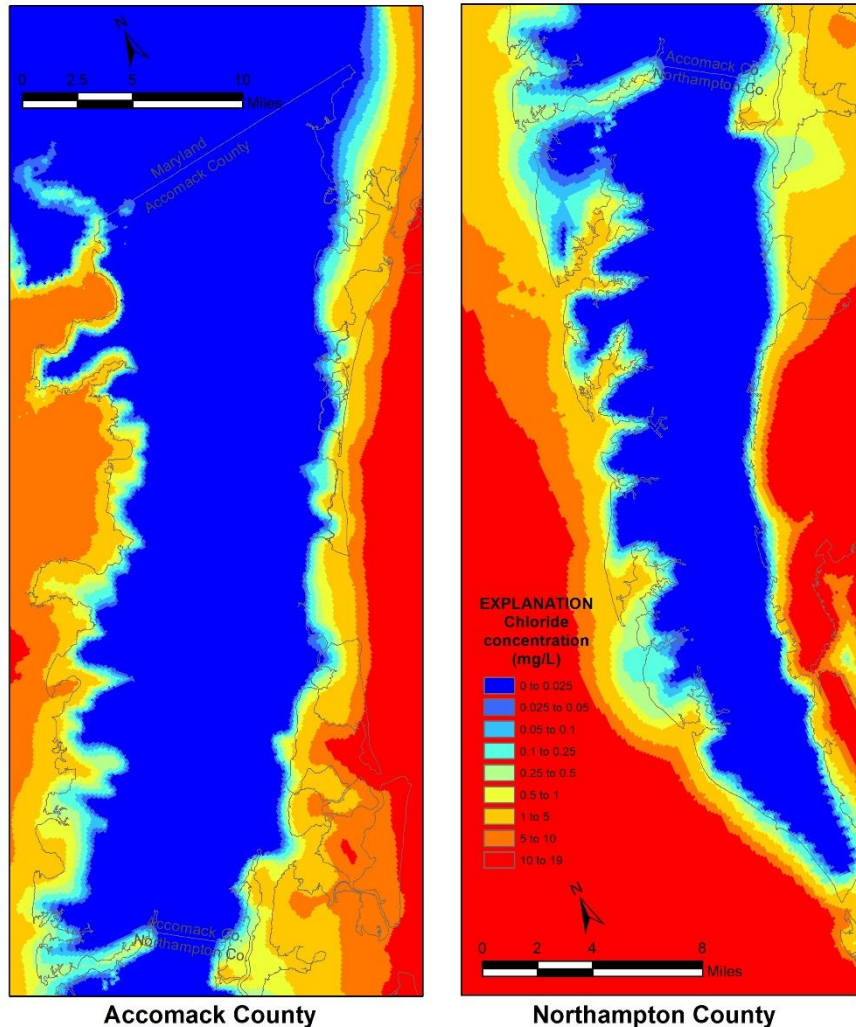 N
0 2.5 5 10
Miles
Maryland
Accomack County
Accomack Co.
Northampton Co.
Accomack County
Accomack Co.
Northampton Co.
EXPLANATION
Chloride
concentration
(mg/L)
0 to 0.025
0.025 to 0.05
0.05 to 0.1
0.1 to 0.25
0.25 to 0.5
0.5 to 1
1 to 5
5 to 10
10 to 19
N
0 2 4 8
Miles
Northampton County